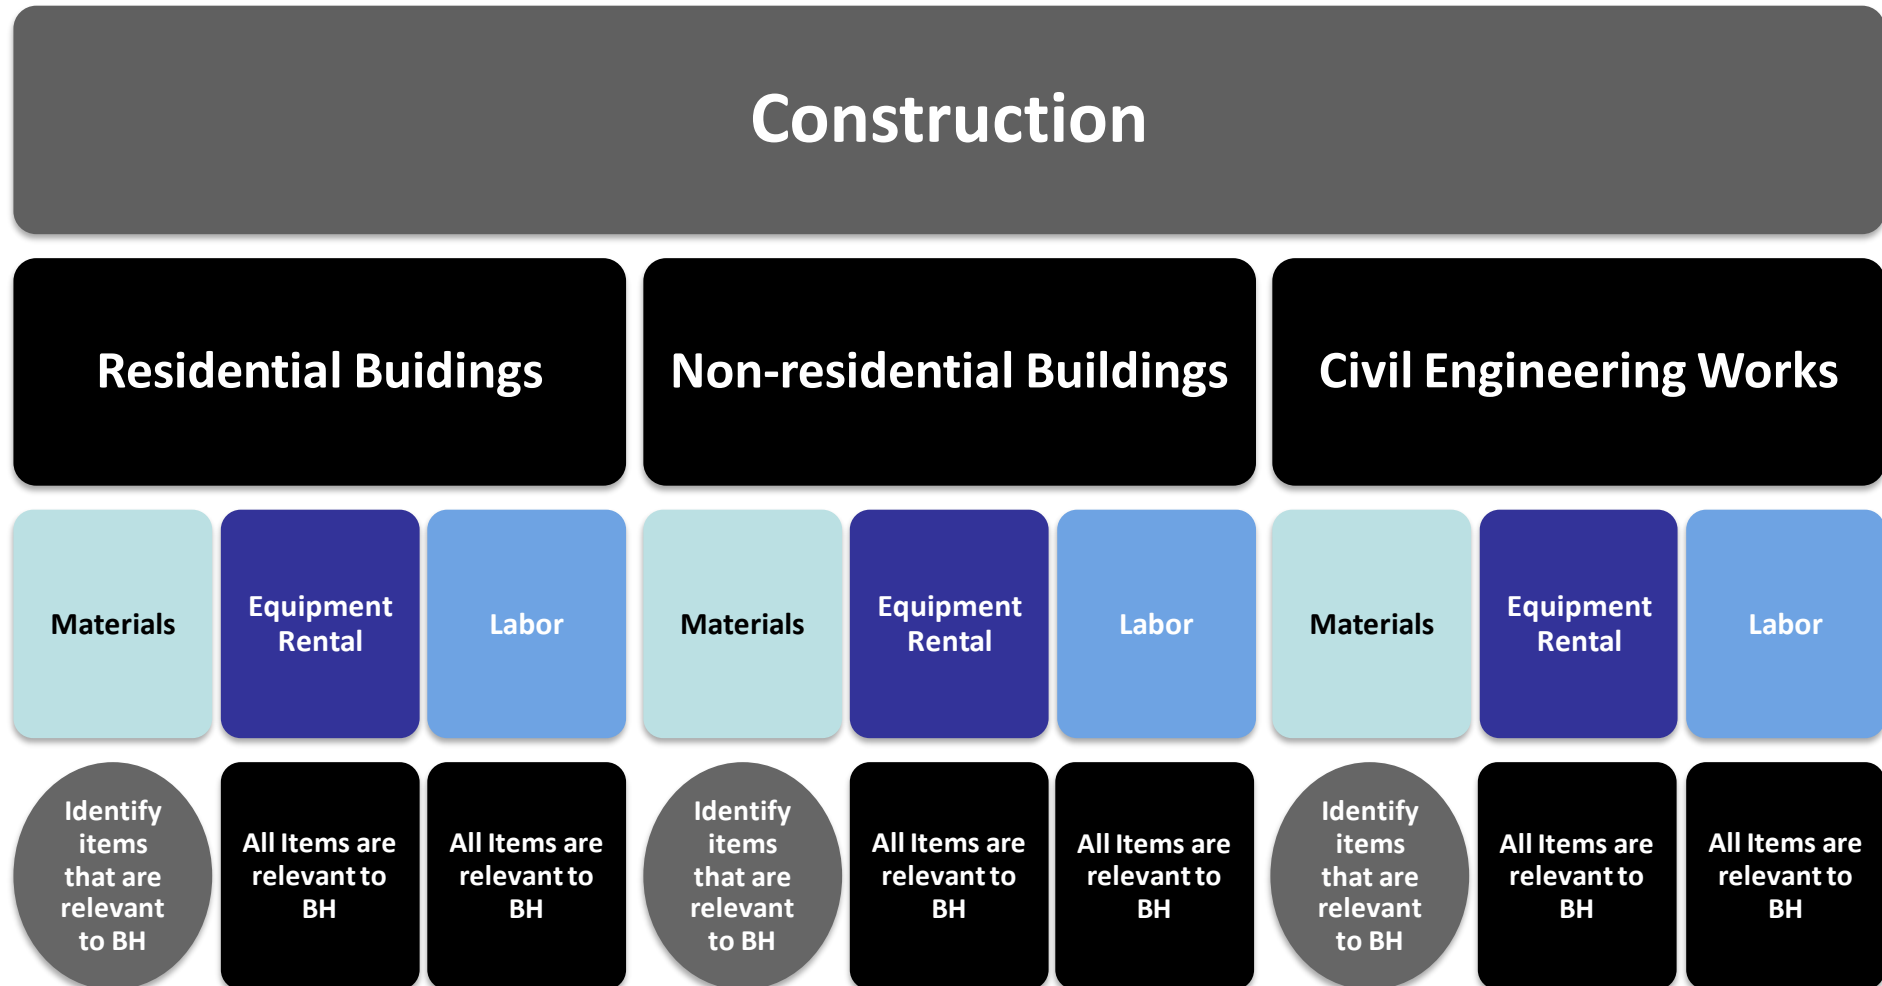 Construction
Residential Buidings
Non-residential Buildings
Civil Engineering Works
Materials
Equipment
Rental
Labor
Materials
Equipment
Rental
Labor
Materials
Equipment
Rental
Labor
Identify
items
that are
relevant
to BH
All Items are
relevant to
BH
All Items are
relevant to
BH
Identify
items
that are
relevant
to BH
All Items are
relevant to
BH
All Items are
relevant to
BH
Identify
items
that are
relevant
to BH
All Items are
relevant to
BH
All Items are
relevant to
BH